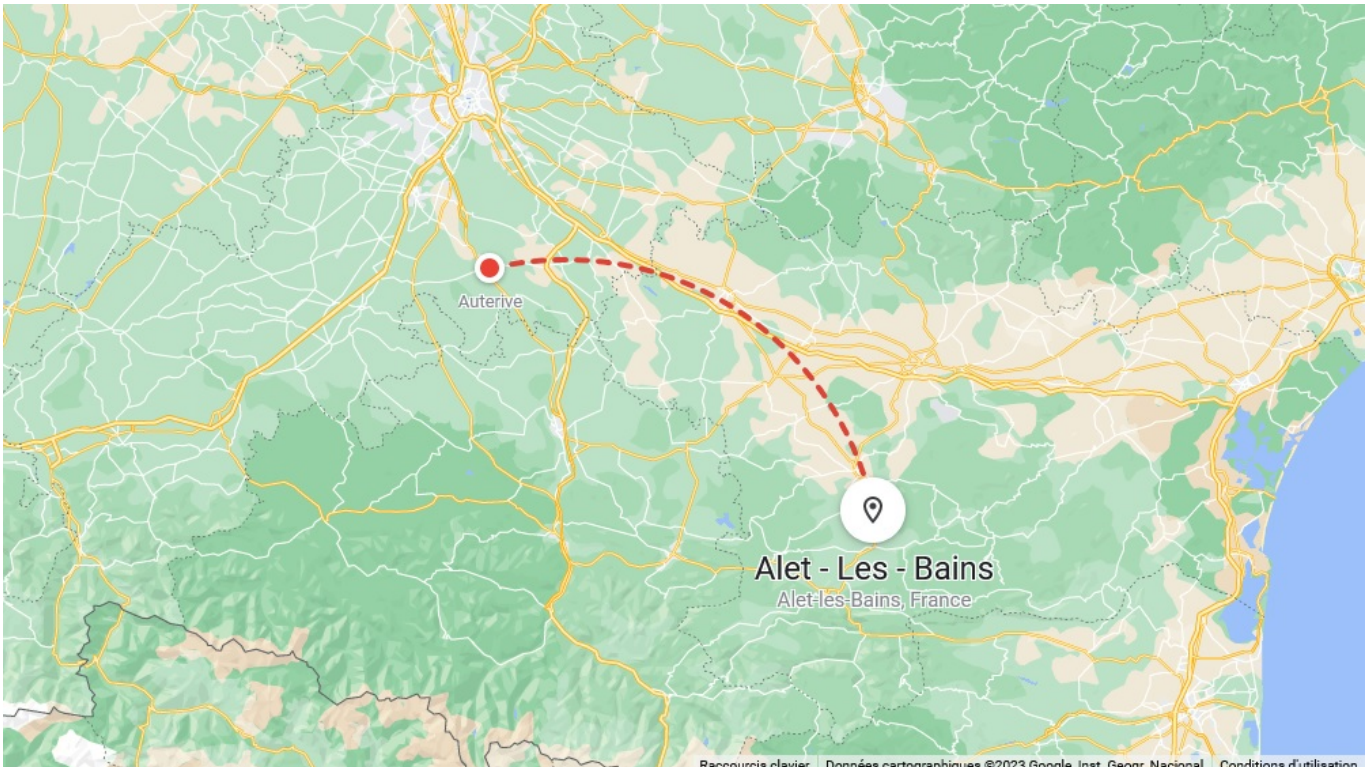 Auterive
Alet - Les - Bains
Alet-les-Bains, France
Raccourcis clavier
Données cartographiques ©2023 Google, Inst. Geogr. Nacional
Conditions d'utilisation